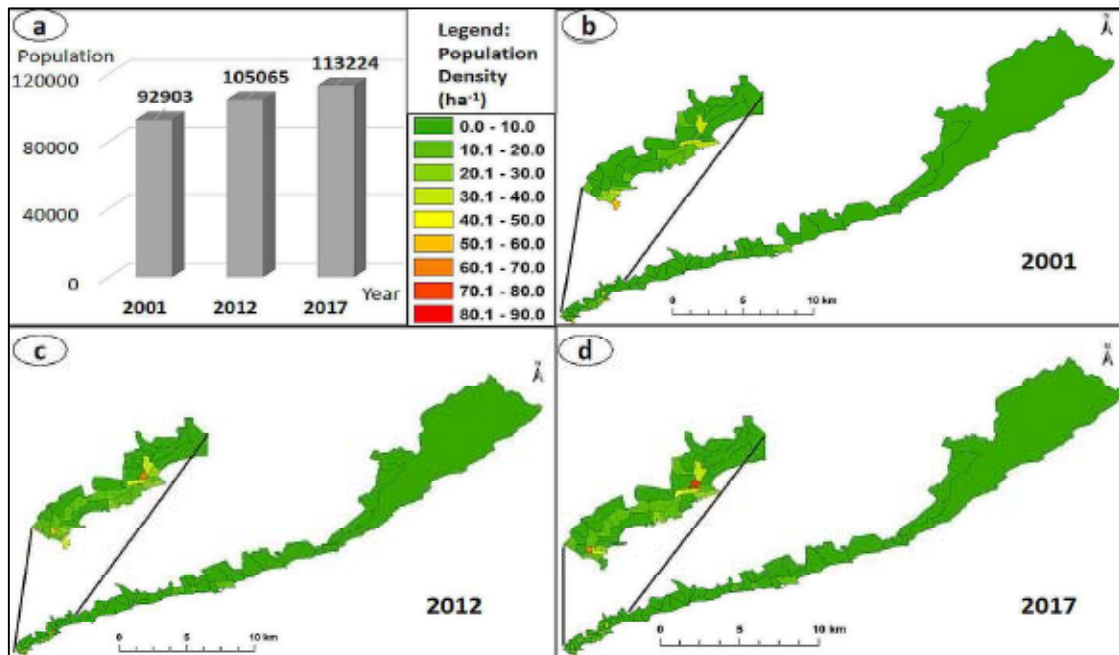 a
Population
120000
80000
40000
0
92903
105065
113224
2001
2012
2017
Year
Legend:
Population
Density
(ha⁻¹)
0.0 - 10.0
10.1 - 20.0
20.1 - 30.0
30.1 - 40.0
40.1 - 50.0
50.1 - 60.0
60.1 - 70.0
70.1 - 80.0
80.1 - 90.0
b
N
2001
0 5 10 km
c
N
2012
0 5 10 km
d
N
2017
0 5 10 km